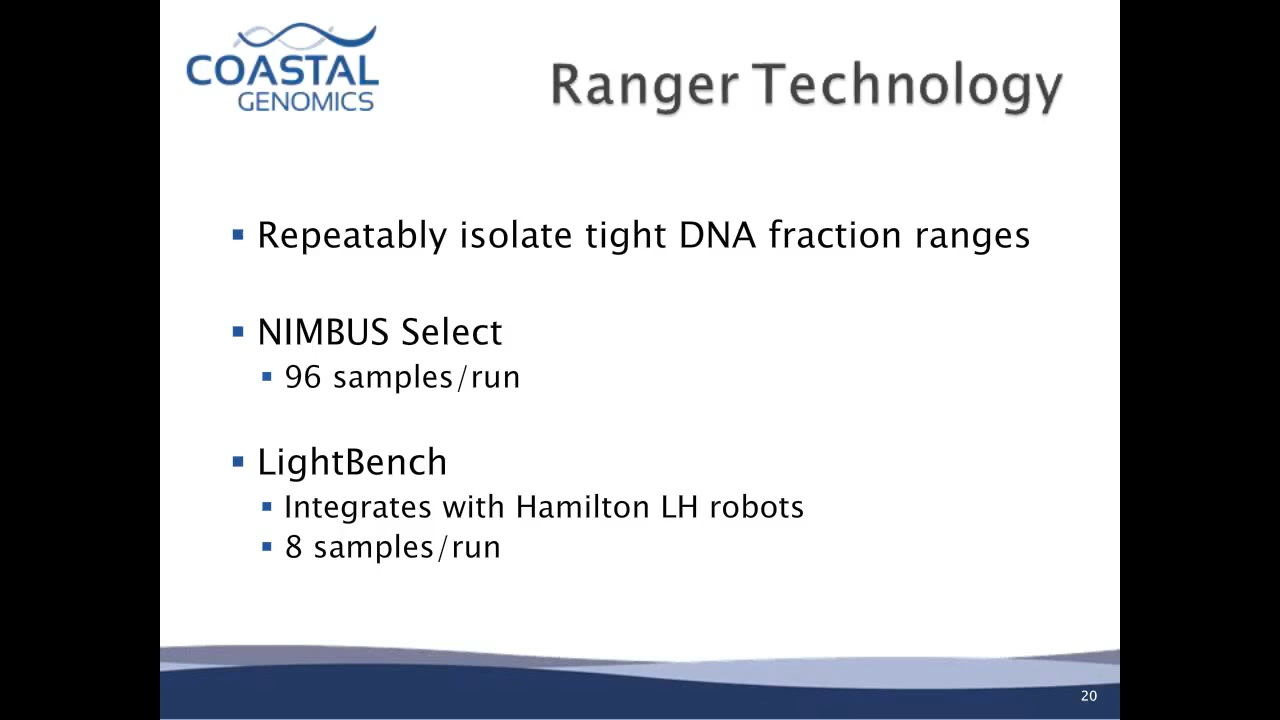 COASTAL
GENOMICS
Ranger Technology
▪ Repeatably isolate tight DNA fraction ranges
▪ NIMBUS Select
▪ 96 samples/run
▪ LightBench
▪ Integrates with Hamilton LH robots
▪ 8 samples/run
20